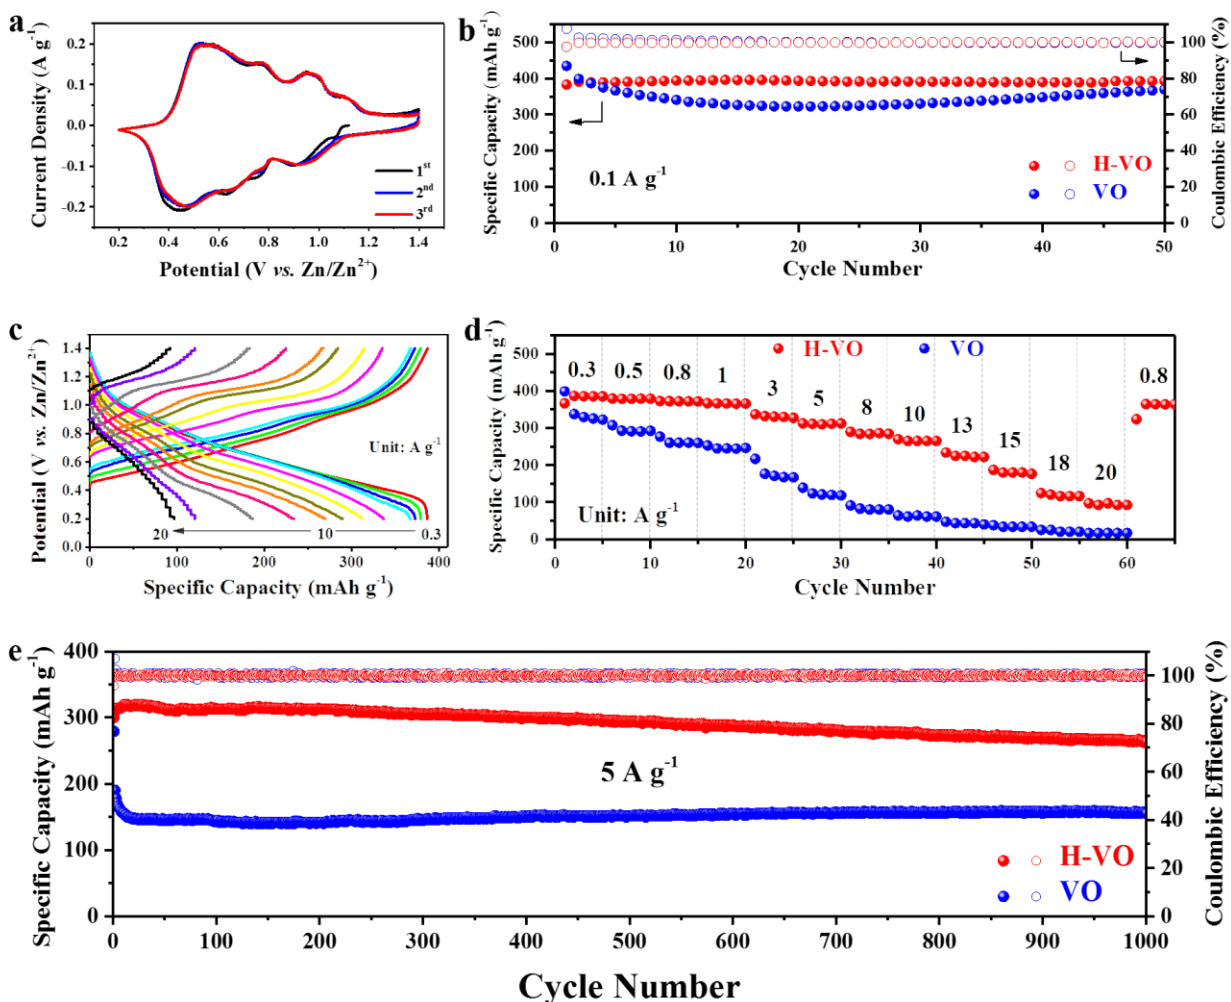 a
Current Density (A g-1)
0.2
0.1
0.0
-0.1
-0.2
1st
2nd
3rd
0.2 0.4 0.6 0.8 1.0 1.2 1.4
Potential (V vs. Zn/Zn2+)
b
Specific Capacity (mAh g-1)
500
400
300
200
100
0
0.1 A g-1
H-VO
VO
100
80
60
40
20
0
Coulombic Efficiency (%)
0 10 20 30 40 50
Cycle Number
c
Potential (V vs. Zn/Zn2+)
1.4
1.2
1.0
0.8
0.6
0.4
0.2
0.0
Unit: A g-1
20 10 0.3
0 100 200 300 400
Specific Capacity (mAh g-1)
d
Specific Capacity (mAh g-1)
500
400
300
200
100
0
H-VO VO
0.3 0.5 0.8 1 3 5 8 10 13 15 18 20 0.8
Unit: A g-1
0 10 20 30 40 50 60
Cycle Number
e
Specific Capacity (mAh g-1)
400
300
200
150
100
0
5 A g-1
H-VO
VO
100
80
60
40
20
0
Coulombic Efficiency (%)
0 100 200 300 400 500 600 700 800 900 1000
Cycle Number